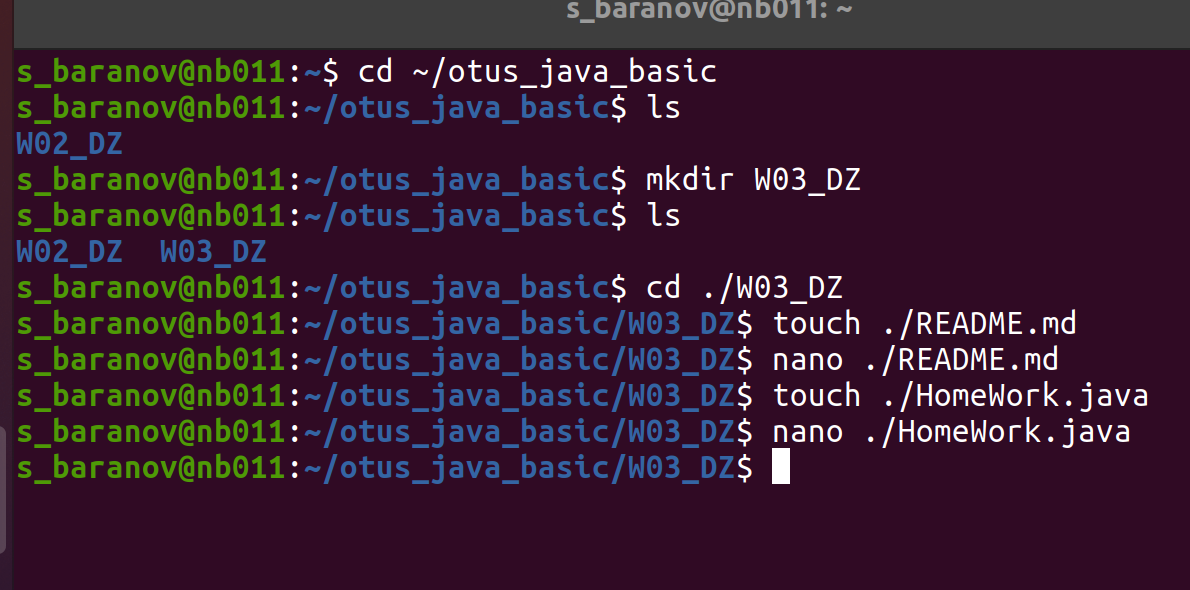 s_baranov@nb011: ~
s_baranov@nb011:~$ cd ~/otus_java_basic
s_baranov@nb011:~/otus_java_basic$ ls
W02_DZ
s_baranov@nb011:~/otus_java_basic$ mkdir W03_DZ
s_baranov@nb011:~/otus_java_basic$ ls
W02_DZ  W03_DZ
s_baranov@nb011:~/otus_java_basic$ cd ./W03_DZ
s_baranov@nb011:~/otus_java_basic/W03_DZ$ touch ./README.md
s_baranov@nb011:~/otus_java_basic/W03_DZ$ nano ./README.md
s_baranov@nb011:~/otus_java_basic/W03_DZ$ touch ./HomeWork.java
s_baranov@nb011:~/otus_java_basic/W03_DZ$ nano ./HomeWork.java
s_baranov@nb011:~/otus_java_basic/W03_DZ$